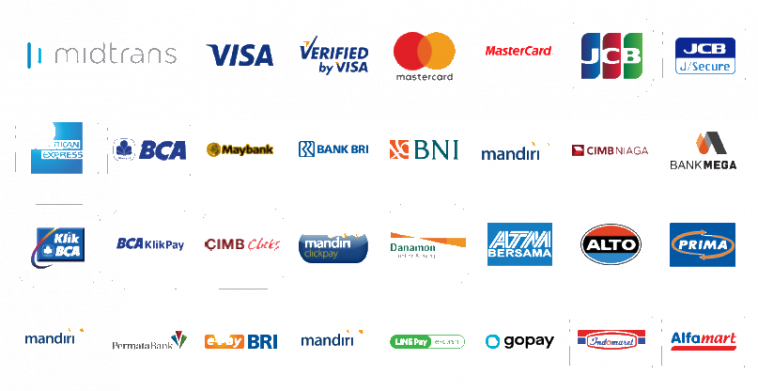 midtrans VISA VERIFIED by VISA mastercard MasterCard JCB JCB J/Secure
AMERICAN EXPRESS BCA Maybank BANK BRI BNI mandiri CIMB NIAGA BANK MEGA
Klik BCA BCA KlikPay CIMB Clicks mandiri clickpay Danamon ATM BERSAMA ALTO PRIMA
mandiri PermataBank e-pay BRI mandiri LINE Pay e-cash gopay Indomaret Alfamart